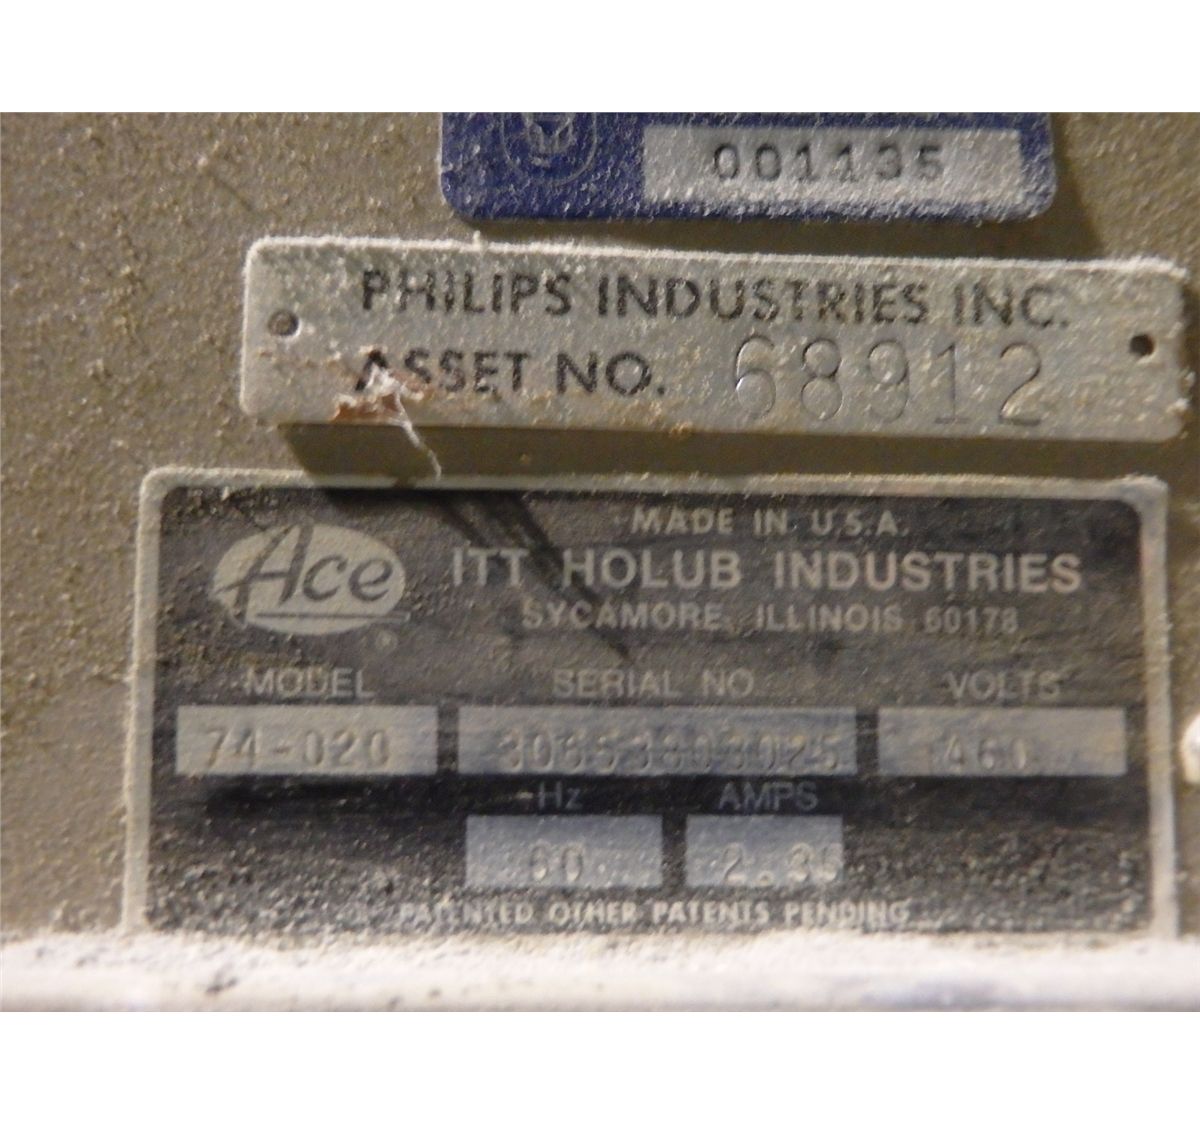 001135
PHILIPS INDUSTRIES INC.
ASSET NO. 68912
Ace ®
MADE IN U.S.A.
ITT HOLUB INDUSTRIES
SYCAMORE, ILLINOIS 60178
MODEL SERIAL NO. VOLTS
74-020 460
Hz AMPS
60
PATENTED OTHER PATENTS PENDING